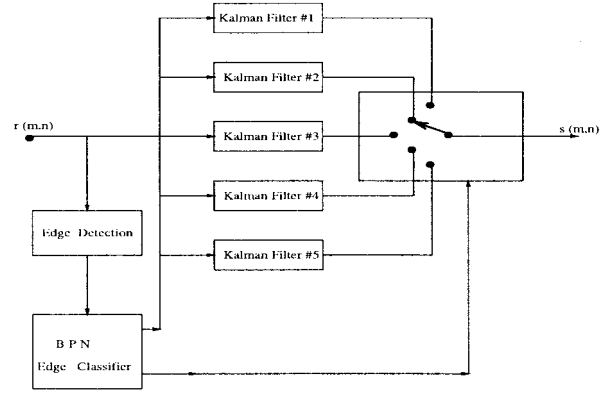 Kalman Filter #1
Kalman Filter #2
r (m.n)
Kalman Filter #3
s (m.n)
Kalman Filter #4
Edge Detection
Kalman Filter #5
B P N
Edge Classifier